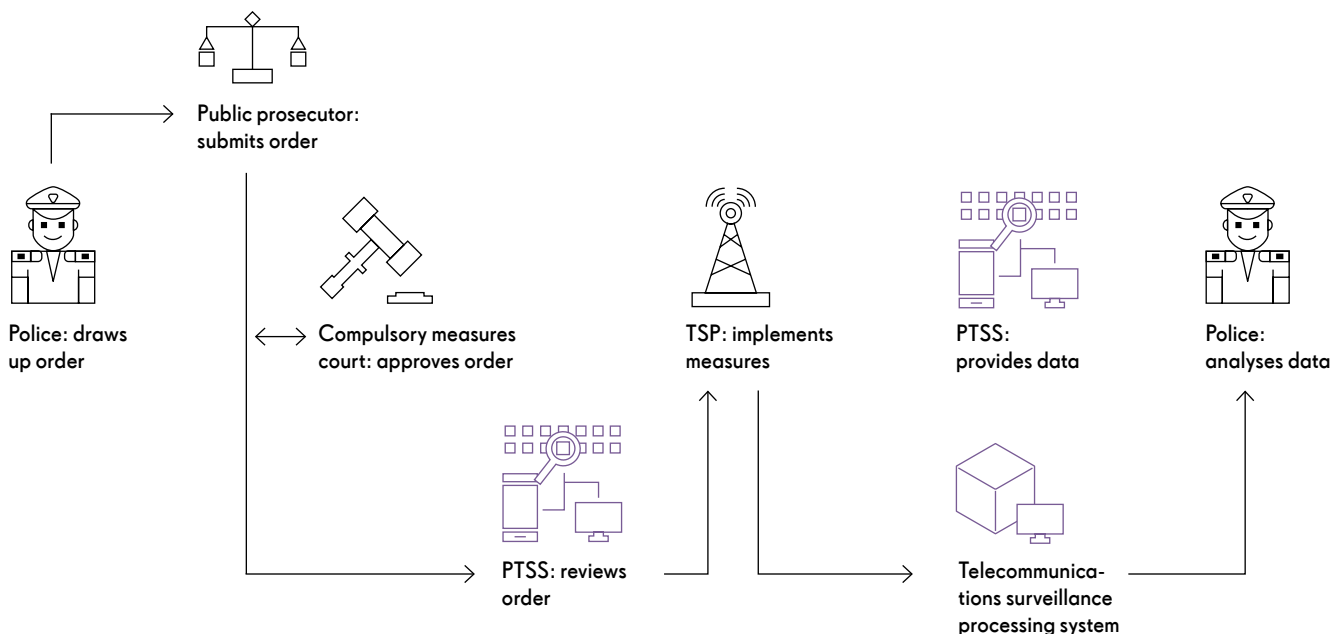 Public prosecutor:
submits order
Police: draws
up order
Compulsory measures
court: approves order
TSP: implements
measures
PTSS:
provides data
Police:
analyses data
PTSS: reviews
order
Telecommunica-
tions surveillance
processing system